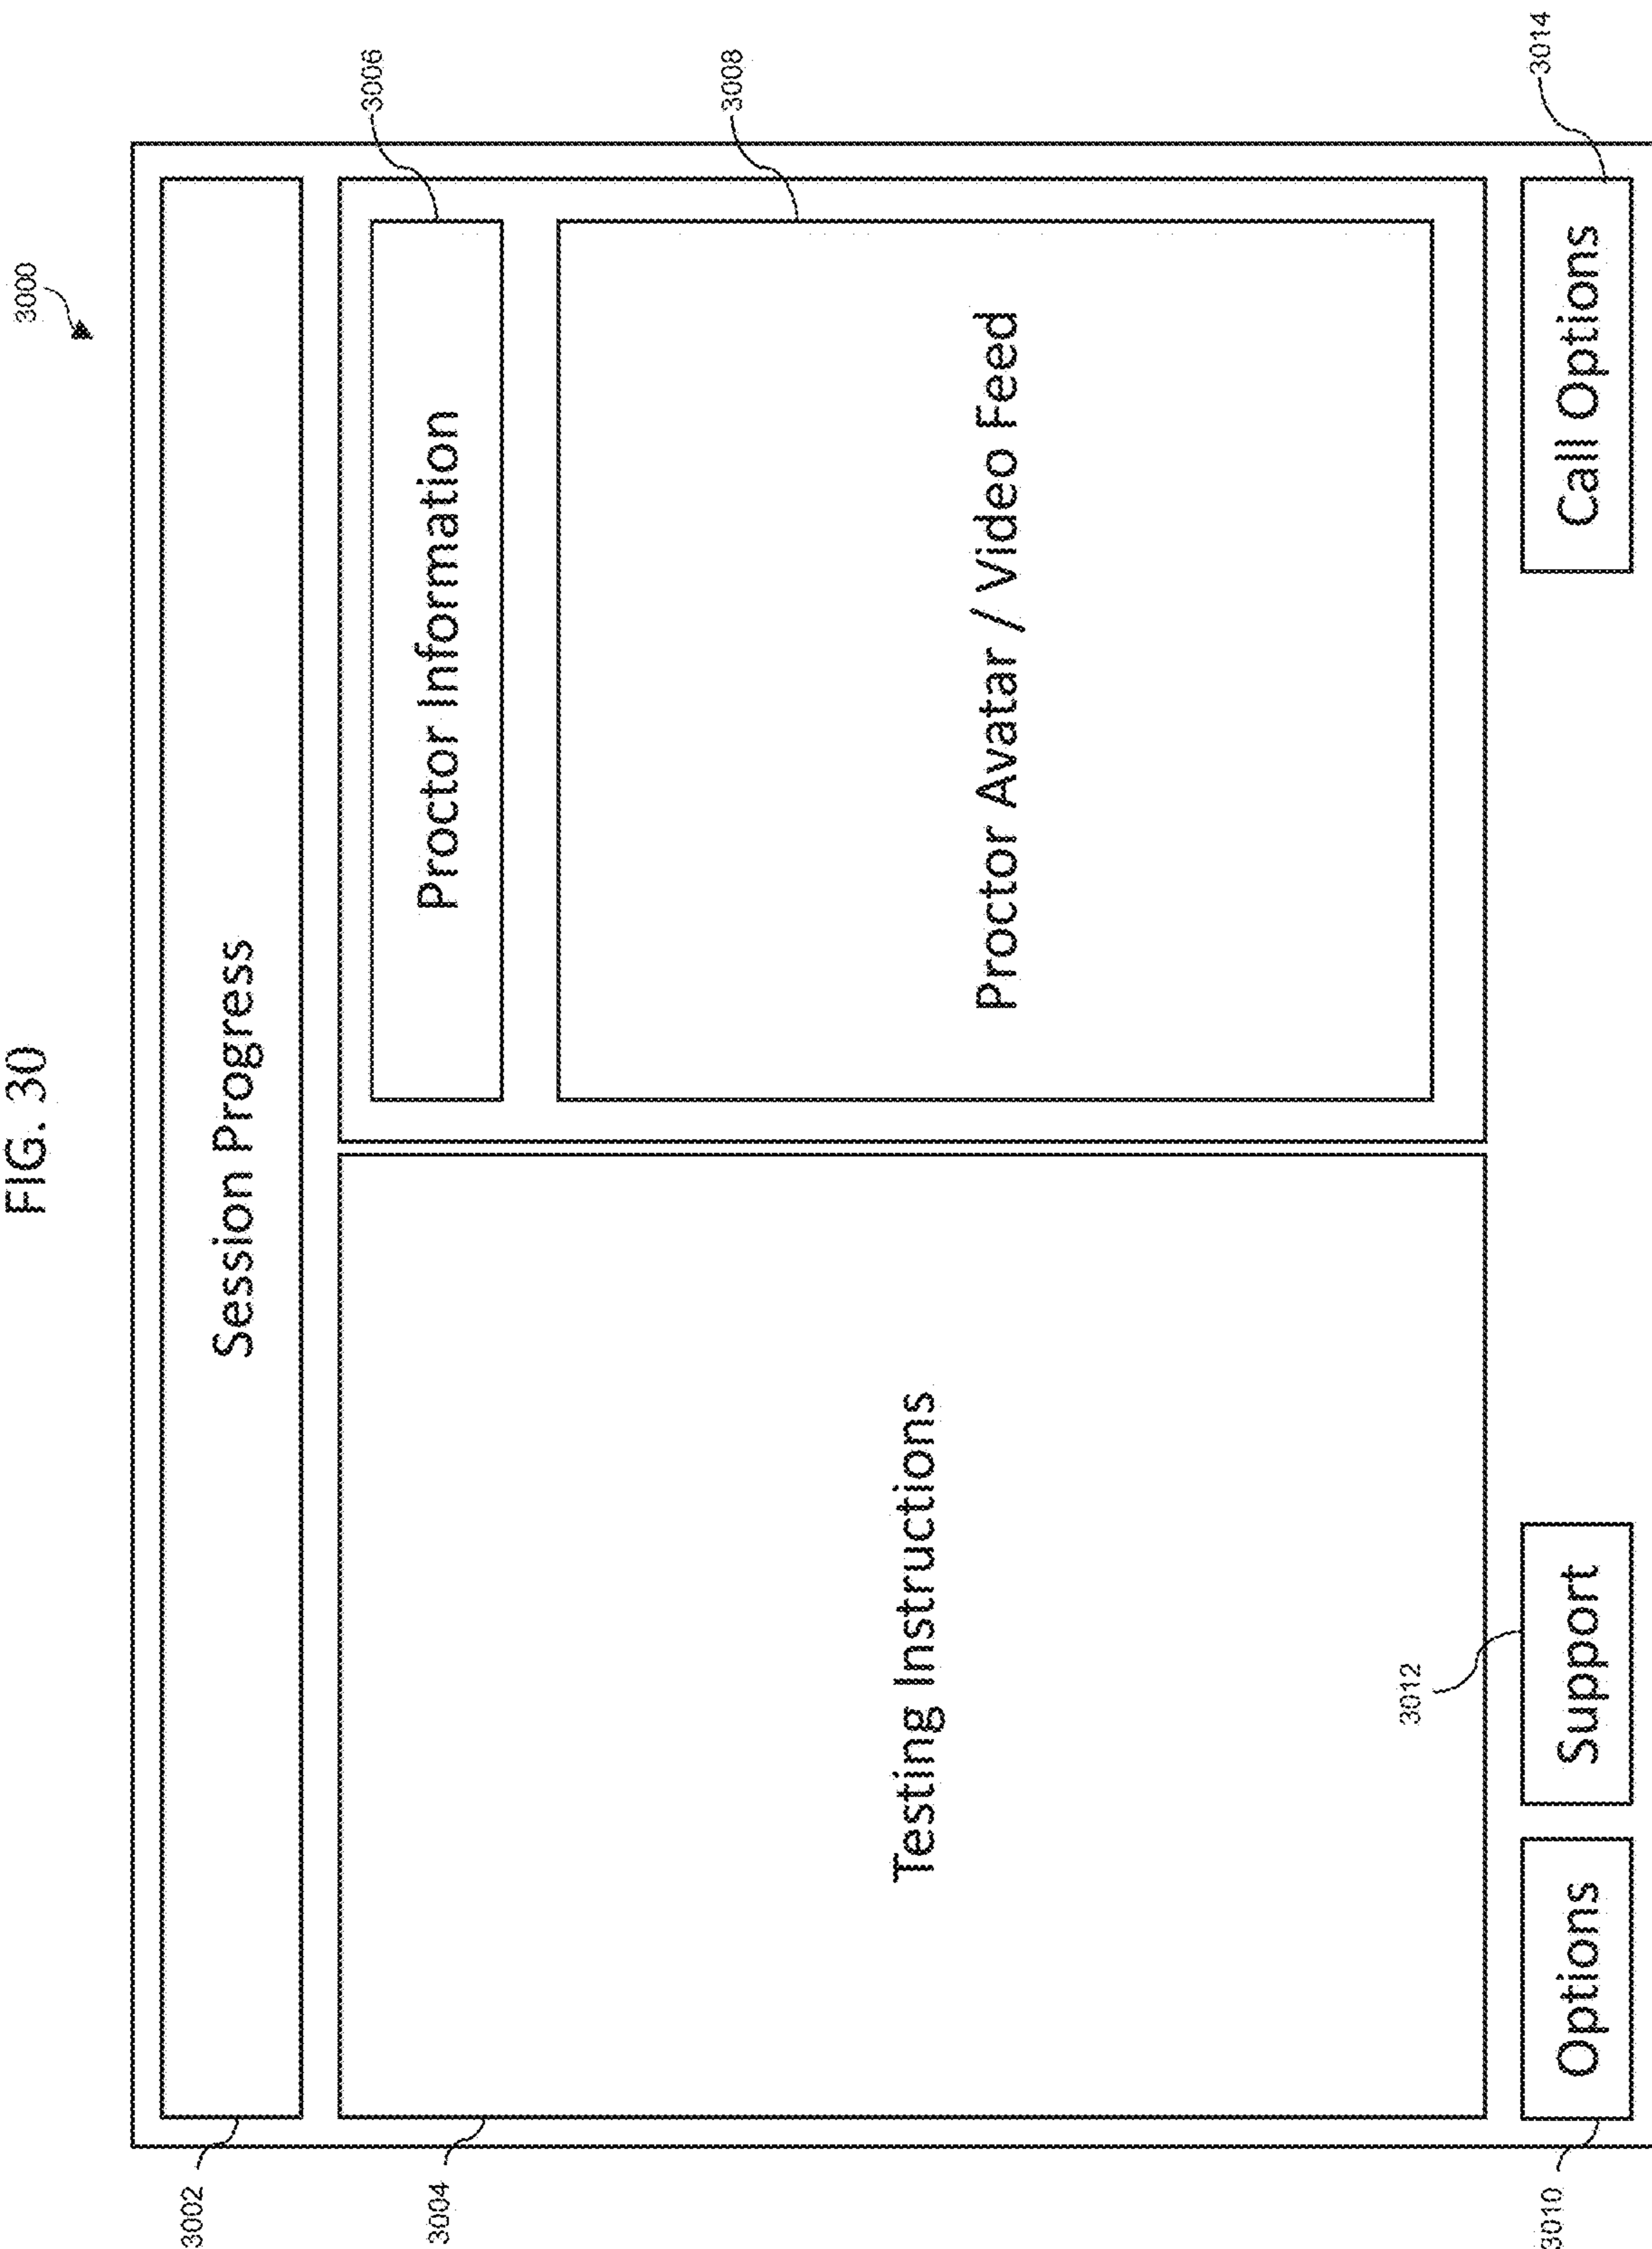 FIG. 30
3000
3002
Session Progress
3004
Testing Instructions
3006
Proctor Information
3008
Proctor Avatar / Video Feed
3010
Options
3012
Support
3014
Call Options